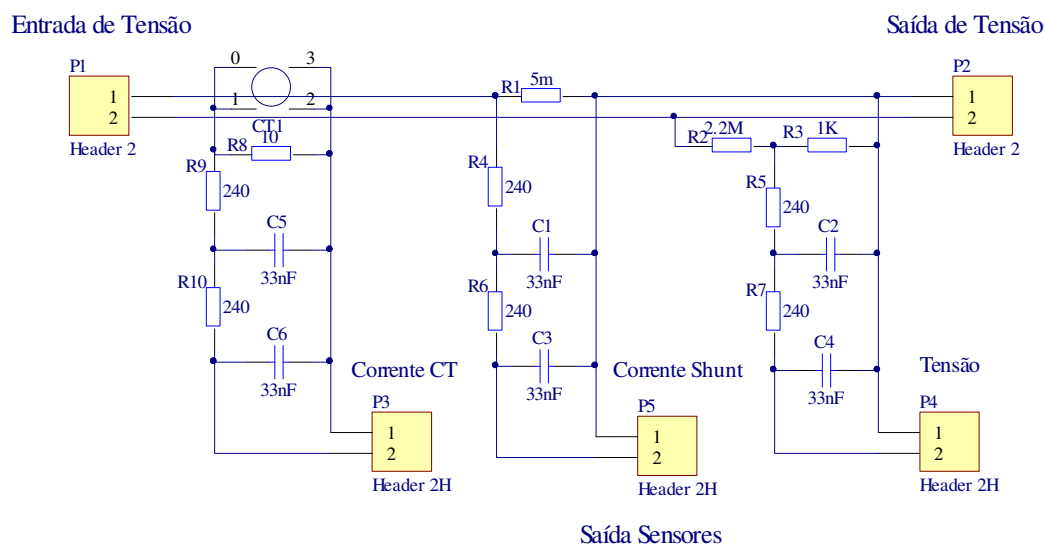 Entrada de Tensão
Saída de Tensão
P1
1
2
Header 2
0
3
1
2
CT1
R1
5m
P2
1
2
Header 2
R8
10
R2
2.2M
R3
1K
R9
240
R4
240
R5
240
C5
33nF
C1
33nF
C2
33nF
R10
240
R6
240
R7
240
C6
33nF
C3
33nF
C4
33nF
Corrente CT
Corrente Shunt
Tensão
P3
1
2
Header 2H
P5
1
2
Header 2H
P4
1
2
Header 2H
Saída Sensores